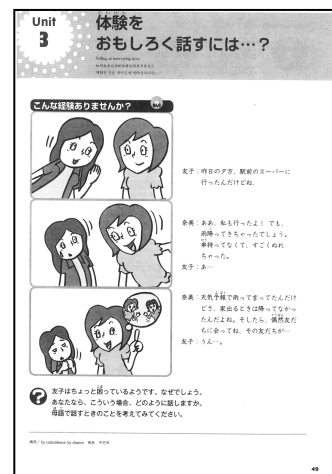 Unit
3
体験を
おもしろく話すには…？
Telling an interesting story
こんな経験ありませんか？
友子：昨日の夕方、駅前のスーパーに
行ったんだけどね、
奈美：ああ、私も行ったよ！ でも、
雨降ってきちゃったでしょう。
傘持ってなくて、すごくぬれ
ちゃった。
友子：あ…
奈美：天気予報で雨って言ってたんだけ
どさ、家出るときは降ってなかっ
たんだよね。そしたら、偶然友だ
ちに会ってね、その友だちが…
友子：うん…。
?
友子はちょっと困っているようです。なぜでしょう。
あなたなら、こういう場合、どのように話しますか。
母語で話すときのことを考えてみてください。
偶然／by coincidence; by chance
49